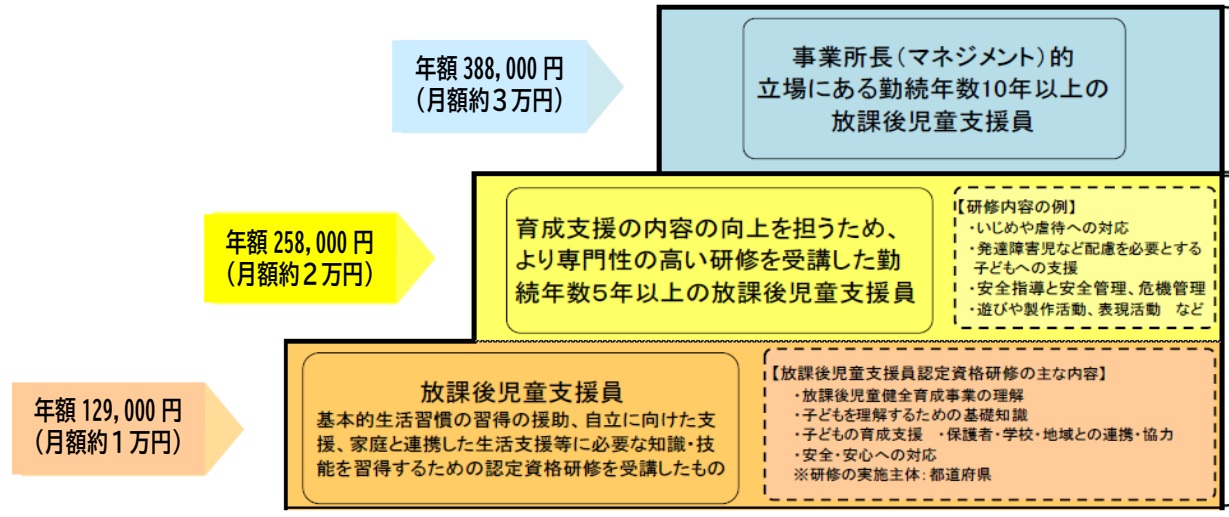 年額 388,000 円
（月額約３万円）
事業所長（マネジメント）的
立場にある勤続年数10年以上の
放課後児童支援員
年額 258,000 円
（月額約２万円）
育成支援の内容の向上を担うため、
より専門性の高い研修を受講した勤
続年数５年以上の放課後児童支援員
【研修内容の例】
・いじめや虐待への対応
・発達障害児など配慮を必要とする
子どもへの支援
・安全指導と安全管理、危機管理
・遊びや製作活動、表現活動　など
年額 129,000 円
（月額約１万円）
放課後児童支援員
基本的生活習慣の習得の援助、自立に向けた支
援、家庭と連携した生活支援等に必要な知識・技
能を習得するための認定資格研修を受講したもの
【放課後児童支援員認定資格研修の主な内容】
・放課後児童健全育成事業の理解
・子どもを理解するための基礎知識
・子どもの育成支援　・保護者・学校・地域との連携・協力
・安全・安心への対応
※研修の実施主体：都道府県